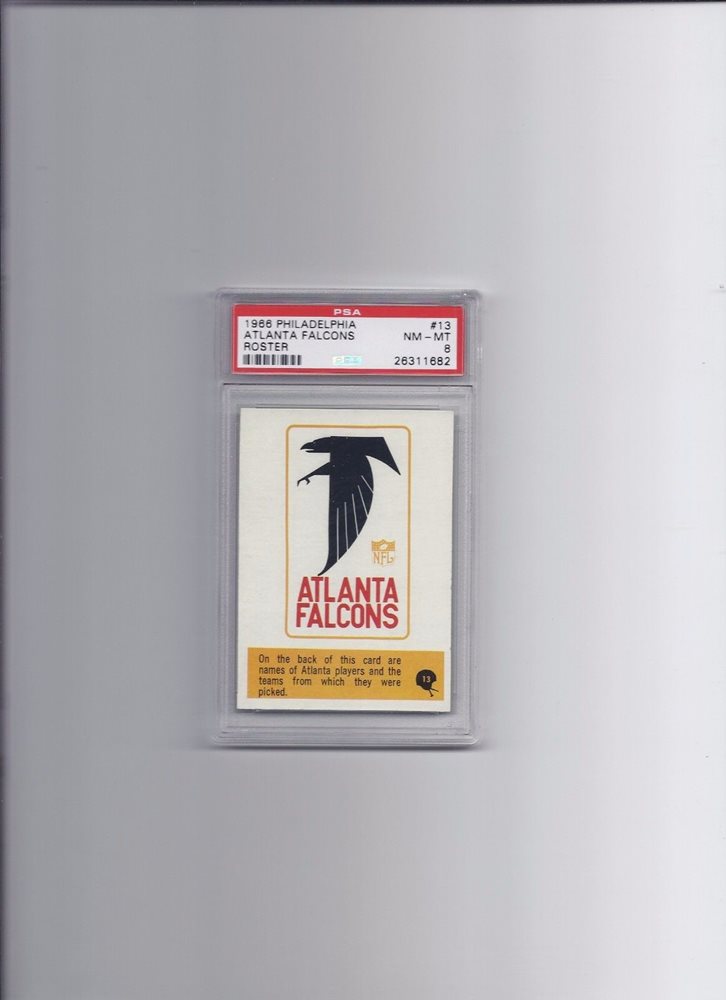 PSA
1966 PHILADELPHIA #13
ATLANTA FALCONS NM - MT
ROSTER 8
26311682
NFL
ATLANTA
FALCONS
On the back of this card are
names of Atlanta players and the
teams from which they were
picked.
13